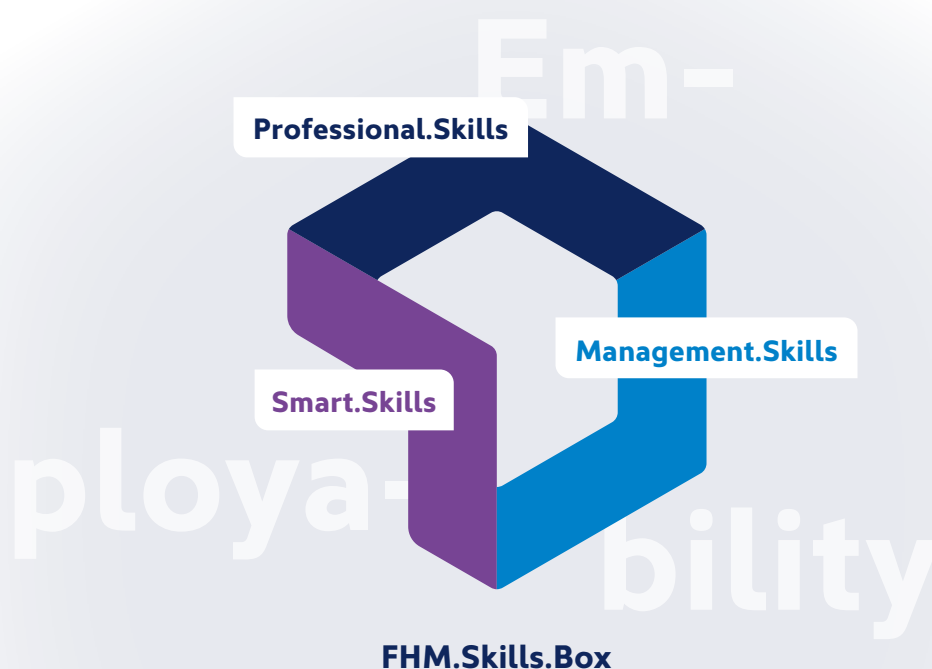 Em-
Professional.Skills
Management.Skills
Smart.Skills
ploya-
bility
FHM.Skills.Box